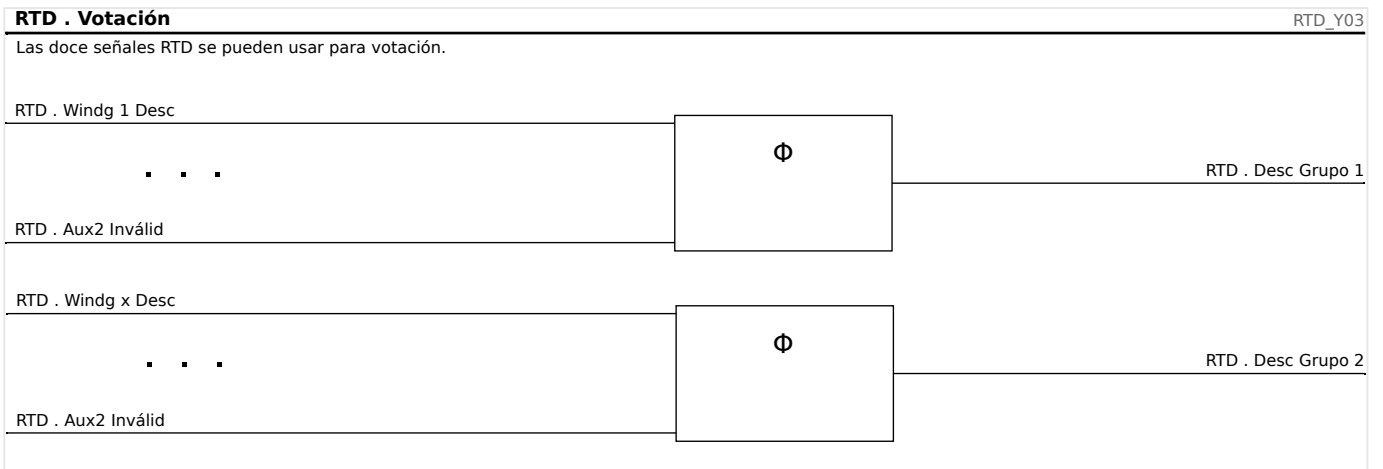 RTD . Votación
RTD_Y03
Las doce señales RTD se pueden usar para votación.
RTD . Windg 1 Desc
Φ
. . .
RTD . Desc Grupo 1
RTD . Aux2 Inválid
RTD . Windg x Desc
Φ
. . .
RTD . Desc Grupo 2
RTD . Aux2 Inválid